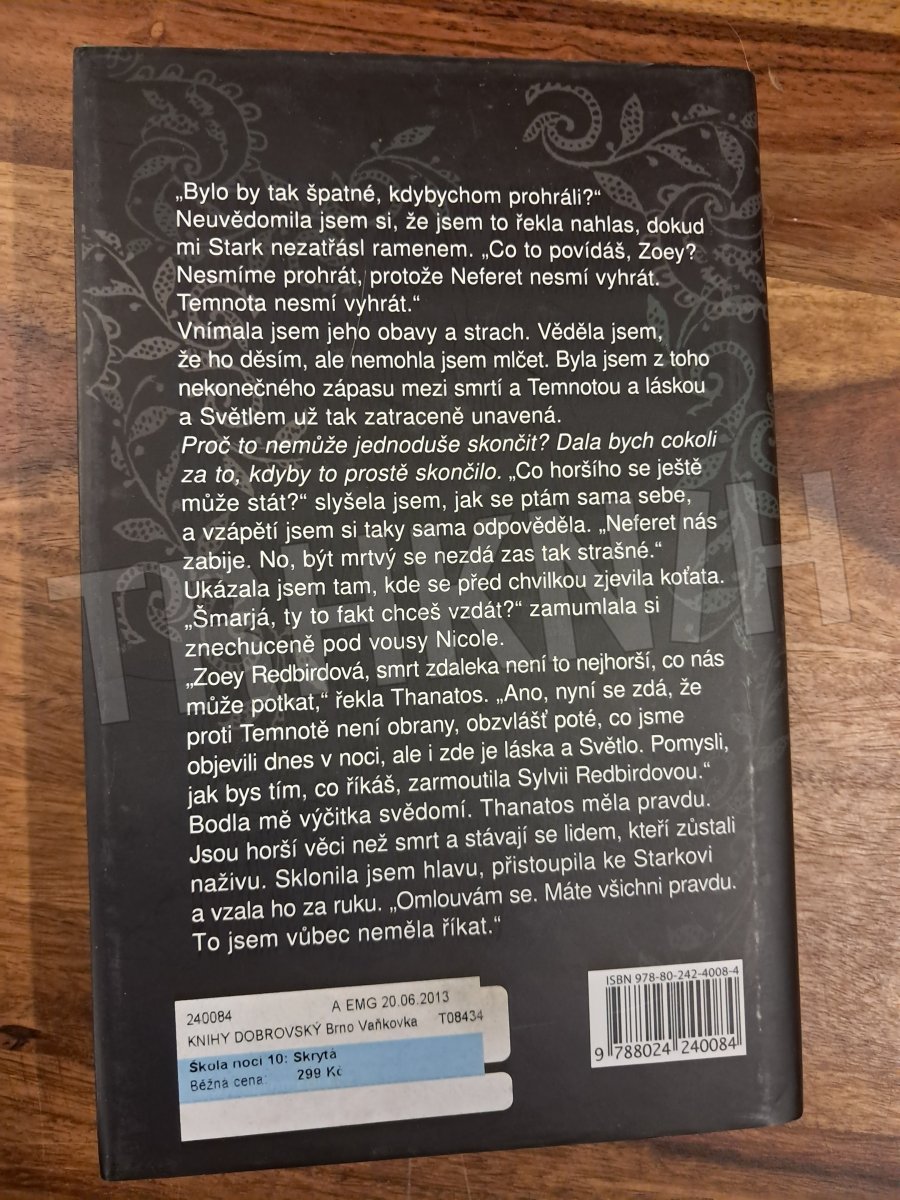 „Bylo by tak špatné, kdybychom prohráli?“
Neuvědomila jsem si, že jsem to řekla nahlas, dokud
mi Stark nezatřásl ramenem. „Co to povídáš, Zoey?
Nesmíme prohrát, protože Neferet nesmí vyhrát.
Temnota nesmí vyhrát.“
Vnímala jsem jeho obavy a strach. Věděla jsem,
že ho děsím, ale nemohla jsem mlčet. Byla jsem z toho
nekonečného zápasu mezi smrtí a Temnotou a láskou
a Světlem už tak zatraceně unavená.
Proč to nemůže jednoduše skončit? Dala bych cokoli
za to, kdyby to prostě skončilo. „Co horšího se ještě
může stát?“ slyšela jsem, jak se ptám sama sebe,
a vzápětí jsem si taky sama odpověděla. „Neferet nás
zabije. No, být mrtvý se nezdá zas tak strašné.“
Ukázala jsem tam, kde se před chvilkou zjevila koťata.
„Šmarjá, ty to fakt chceš vzdát?“ zamumlala si
znechuceně pod vousy Nicole.
„Zoey Redbirdová, smrt zdaleka není to nejhorší, co nás
může potkat,“ řekla Thanatos. „Ano, nyní se zdá, že
proti Temnotě není obrany, obzvlášť poté, co jsme
objevili dnes v noci, ale i zde je láska a Světlo. Pomysli,
jak bys tím, co říkáš, zarmoutila Sylvii Redbirdovou.“
Bodla mě výčitka svědomí. Thanatos měla pravdu.
Jsou horší věci než smrt a stávají se lidem, kteří zůstali
naživu. Sklonila jsem hlavu, přistoupila ke Starkovi
a vzala ho za ruku. „Omlouvám se. Máte všichni pravdu.
To jsem vůbec neměla říkat.“
240084 A EMG 20.06.2013
KNIHY DOBROVSKÝ Brno Vaňkovka T08434
Škola noci 10: Skrytá
Běžná cena: 299 Kč
ISBN 978-80-242-4008-4
9 788024 240084
TRHKNIH